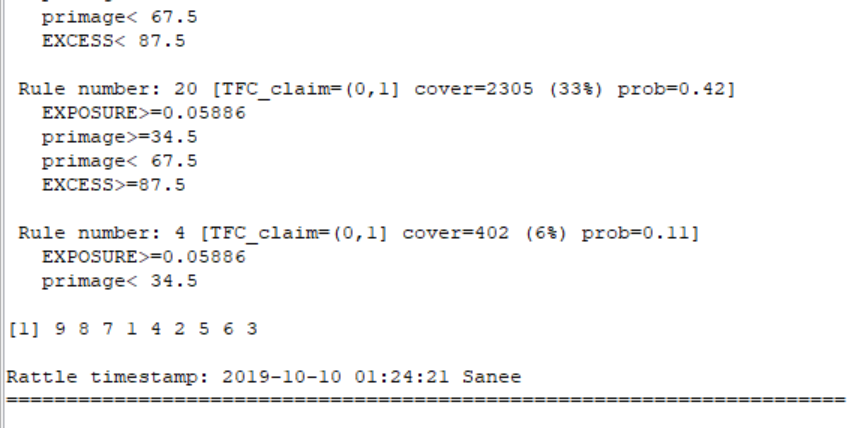 primage< 67.5
EXCESS< 87.5
Rule number: 20 [TFC_claim=(0,1] cover=2305 (33%) prob=0.42]
EXPOSURE>=0.05886
primage>=34.5
primage< 67.5
EXCESS>=87.5
Rule number: 4 [TFC_claim=(0,1] cover=402 (6%) prob=0.11]
EXPOSURE>=0.05886
primage< 34.5
[1] 9 8 7 1 4 2 5 6 3
Rattle timestamp: 2019-10-10 01:24:21 Sanee
======================================================================